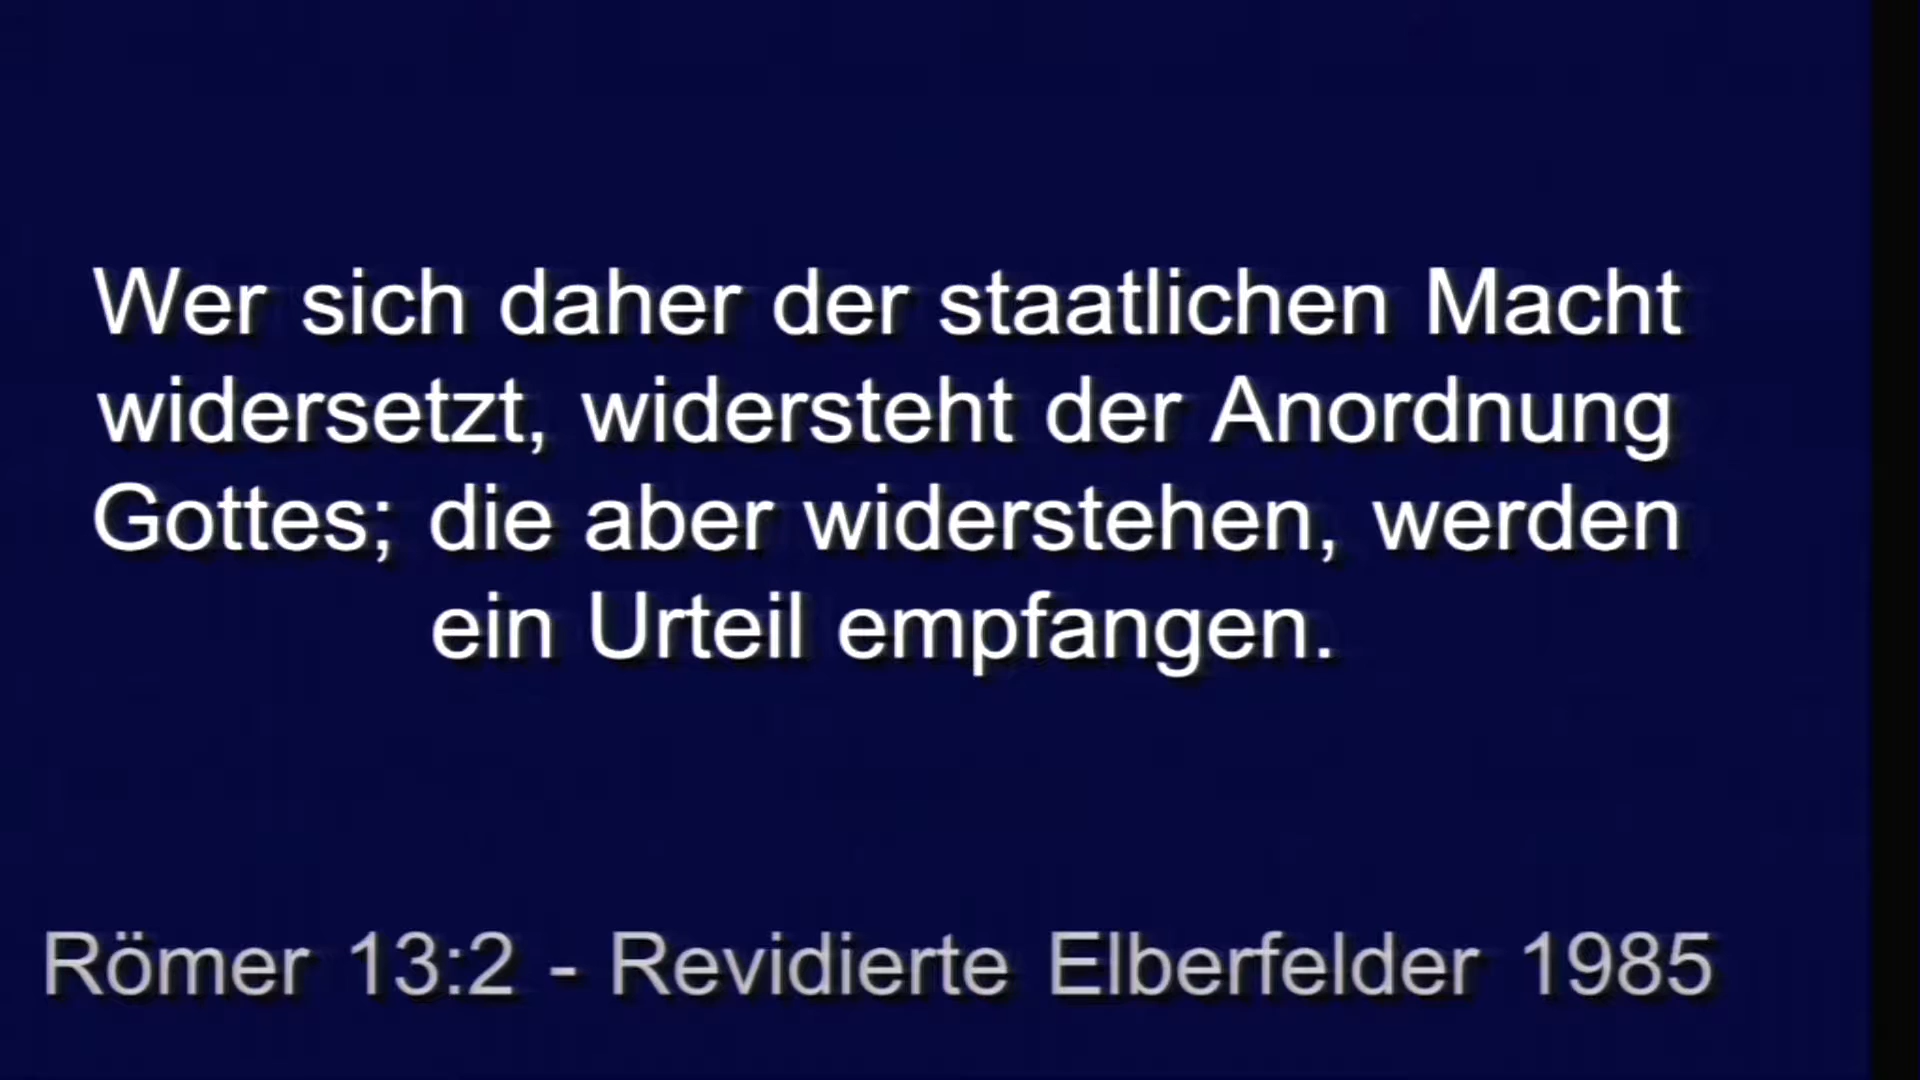 Wer sich daher der staatlichen Macht
widersetzt, widersteht der Anordnung
Gottes; die aber widerstehen, werden
ein Urteil empfangen.
Römer 13:2 - Revidierte Elberfelder 1985